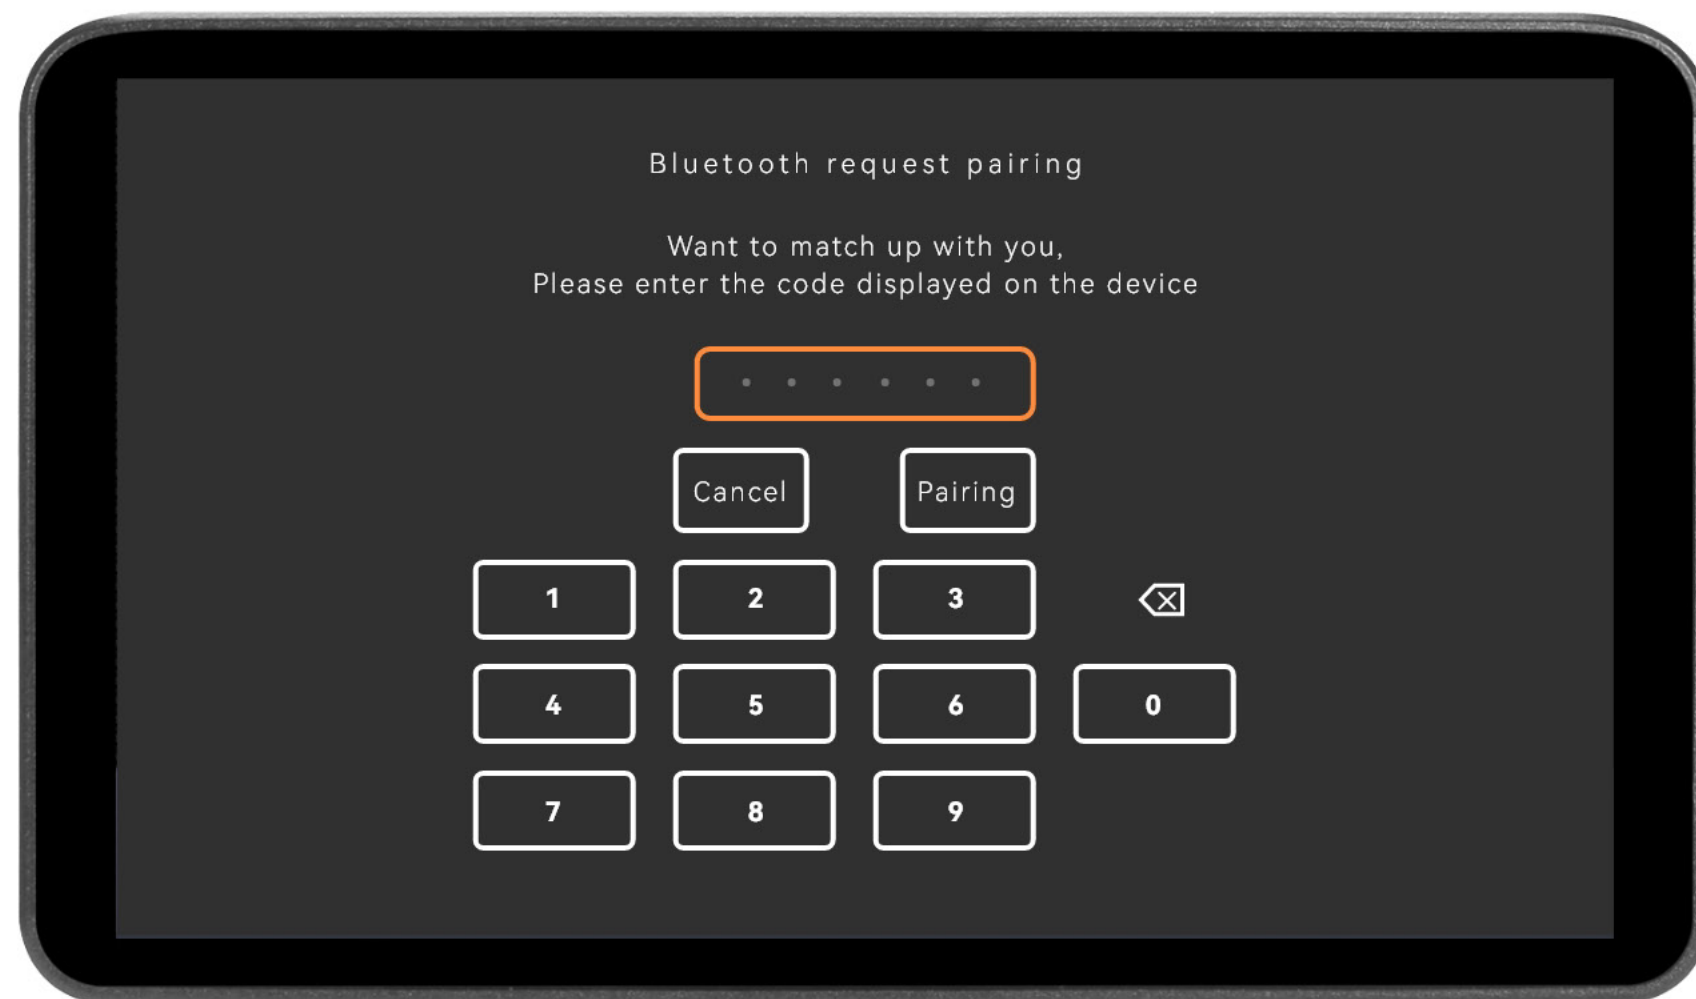 Bluetooth request pairing
Want to match up with you,
Please enter the code displayed on the device
Cancel Pairing
1 2 3
4 5 6 0
7 8 9